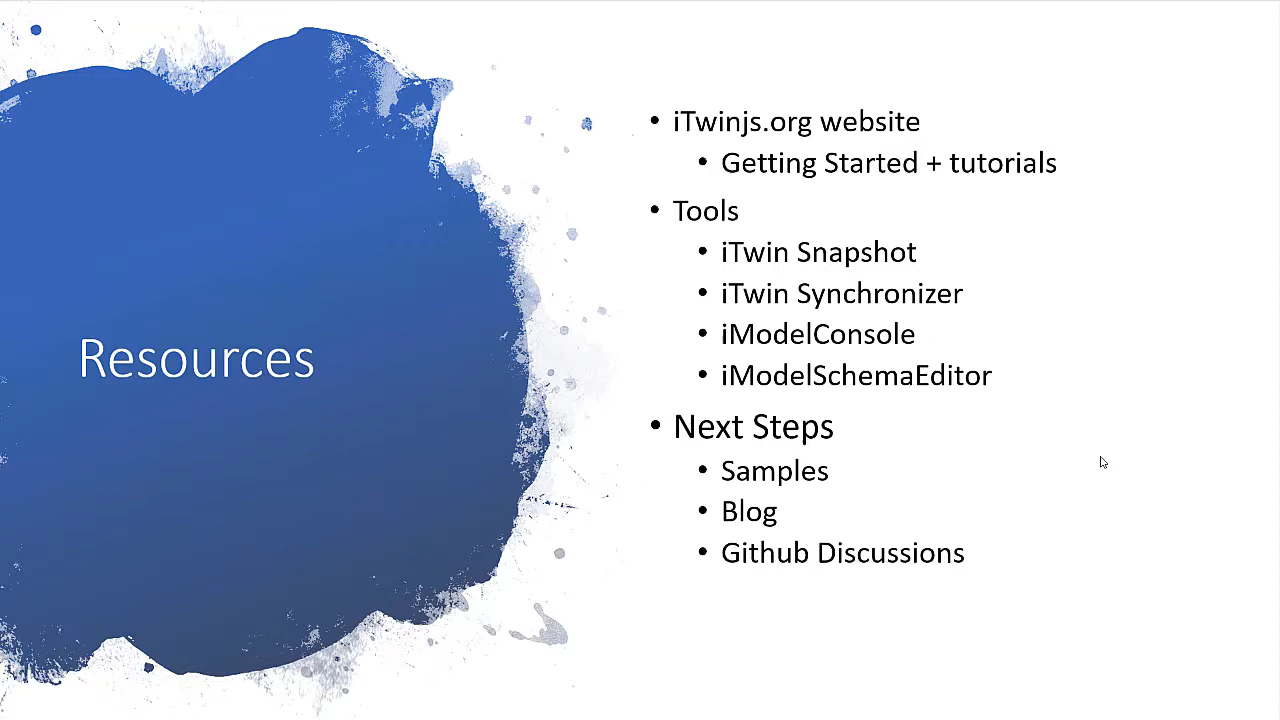 Resources
• iTwinjs.org website
• Getting Started + tutorials
• Tools
• iTwin Snapshot
• iTwin Synchronizer
• iModelConsole
• iModelSchemaEditor
• Next Steps
• Samples
• Blog
• Github Discussions